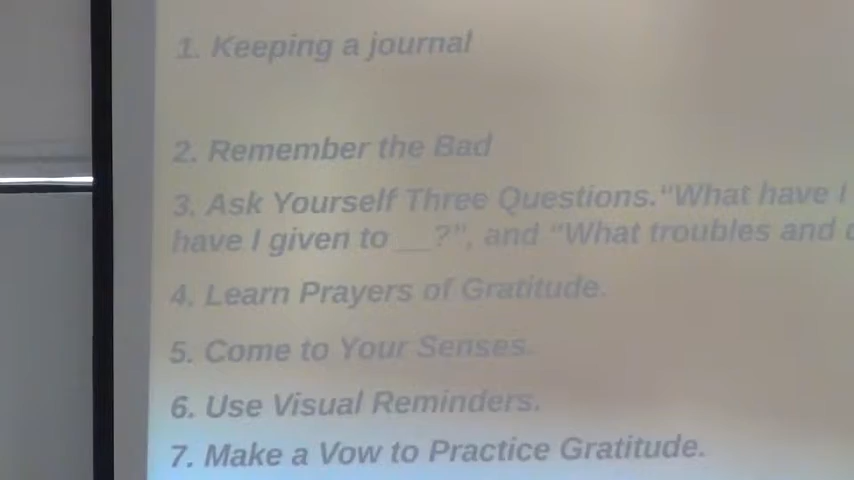 1. Keeping a journal
2. Remember the Bad
3. Ask Yourself Three Questions."What have I
have I given to __?", and "What troubles and
4. Learn Prayers of Gratitude.
5. Come to Your Senses.
6. Use Visual Reminders.
7. Make a Vow to Practice Gratitude.